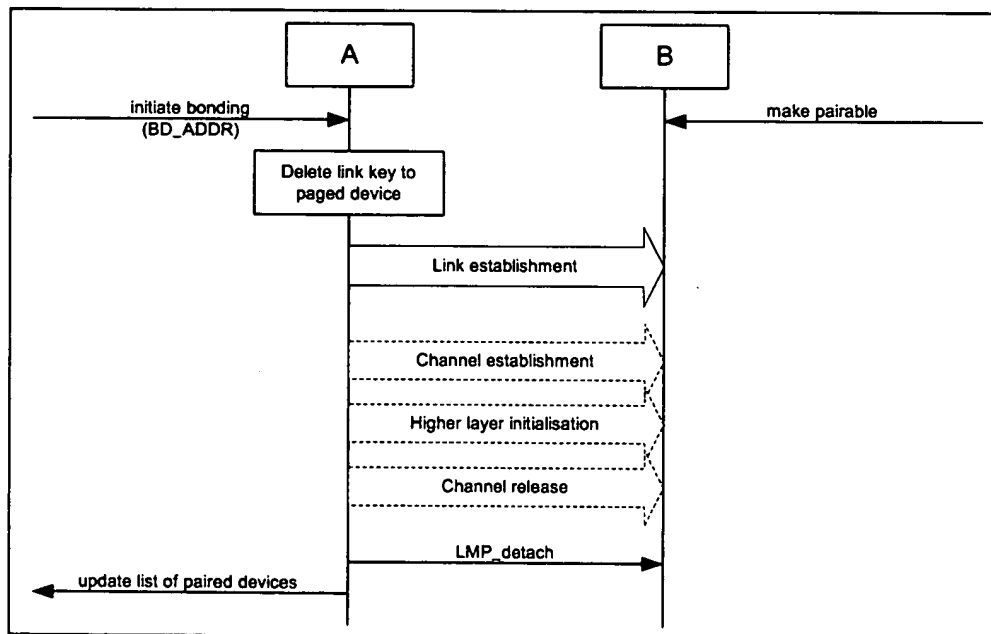 A
B
initiate bonding
(BD_ADDR)
make pairable
Delete link key to
paged device
Link establishment
Channel establishment
Higher layer initialisation
Channel release
LMP_detach
update list of paired devices